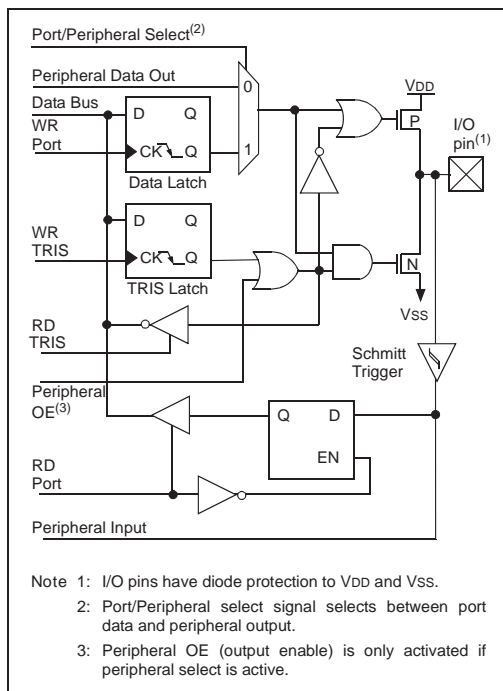 Port/Peripheral Select(2)
Peripheral Data Out
Data Bus
WR
Port
D Q
CK Q
Data Latch
0
1
VDD
P
I/O
pin(1)
WR
TRIS
D Q
CK Q
TRIS Latch
N
VSS
RD
TRIS
Schmitt
Trigger
Peripheral
OE(3)
Q D
EN
RD
Port
Peripheral Input
Note 1: I/O pins have diode protection to VDD and VSS.
2: Port/Peripheral select signal selects between port
data and peripheral output.
3: Peripheral OE (output enable) is only activated if
peripheral select is active.